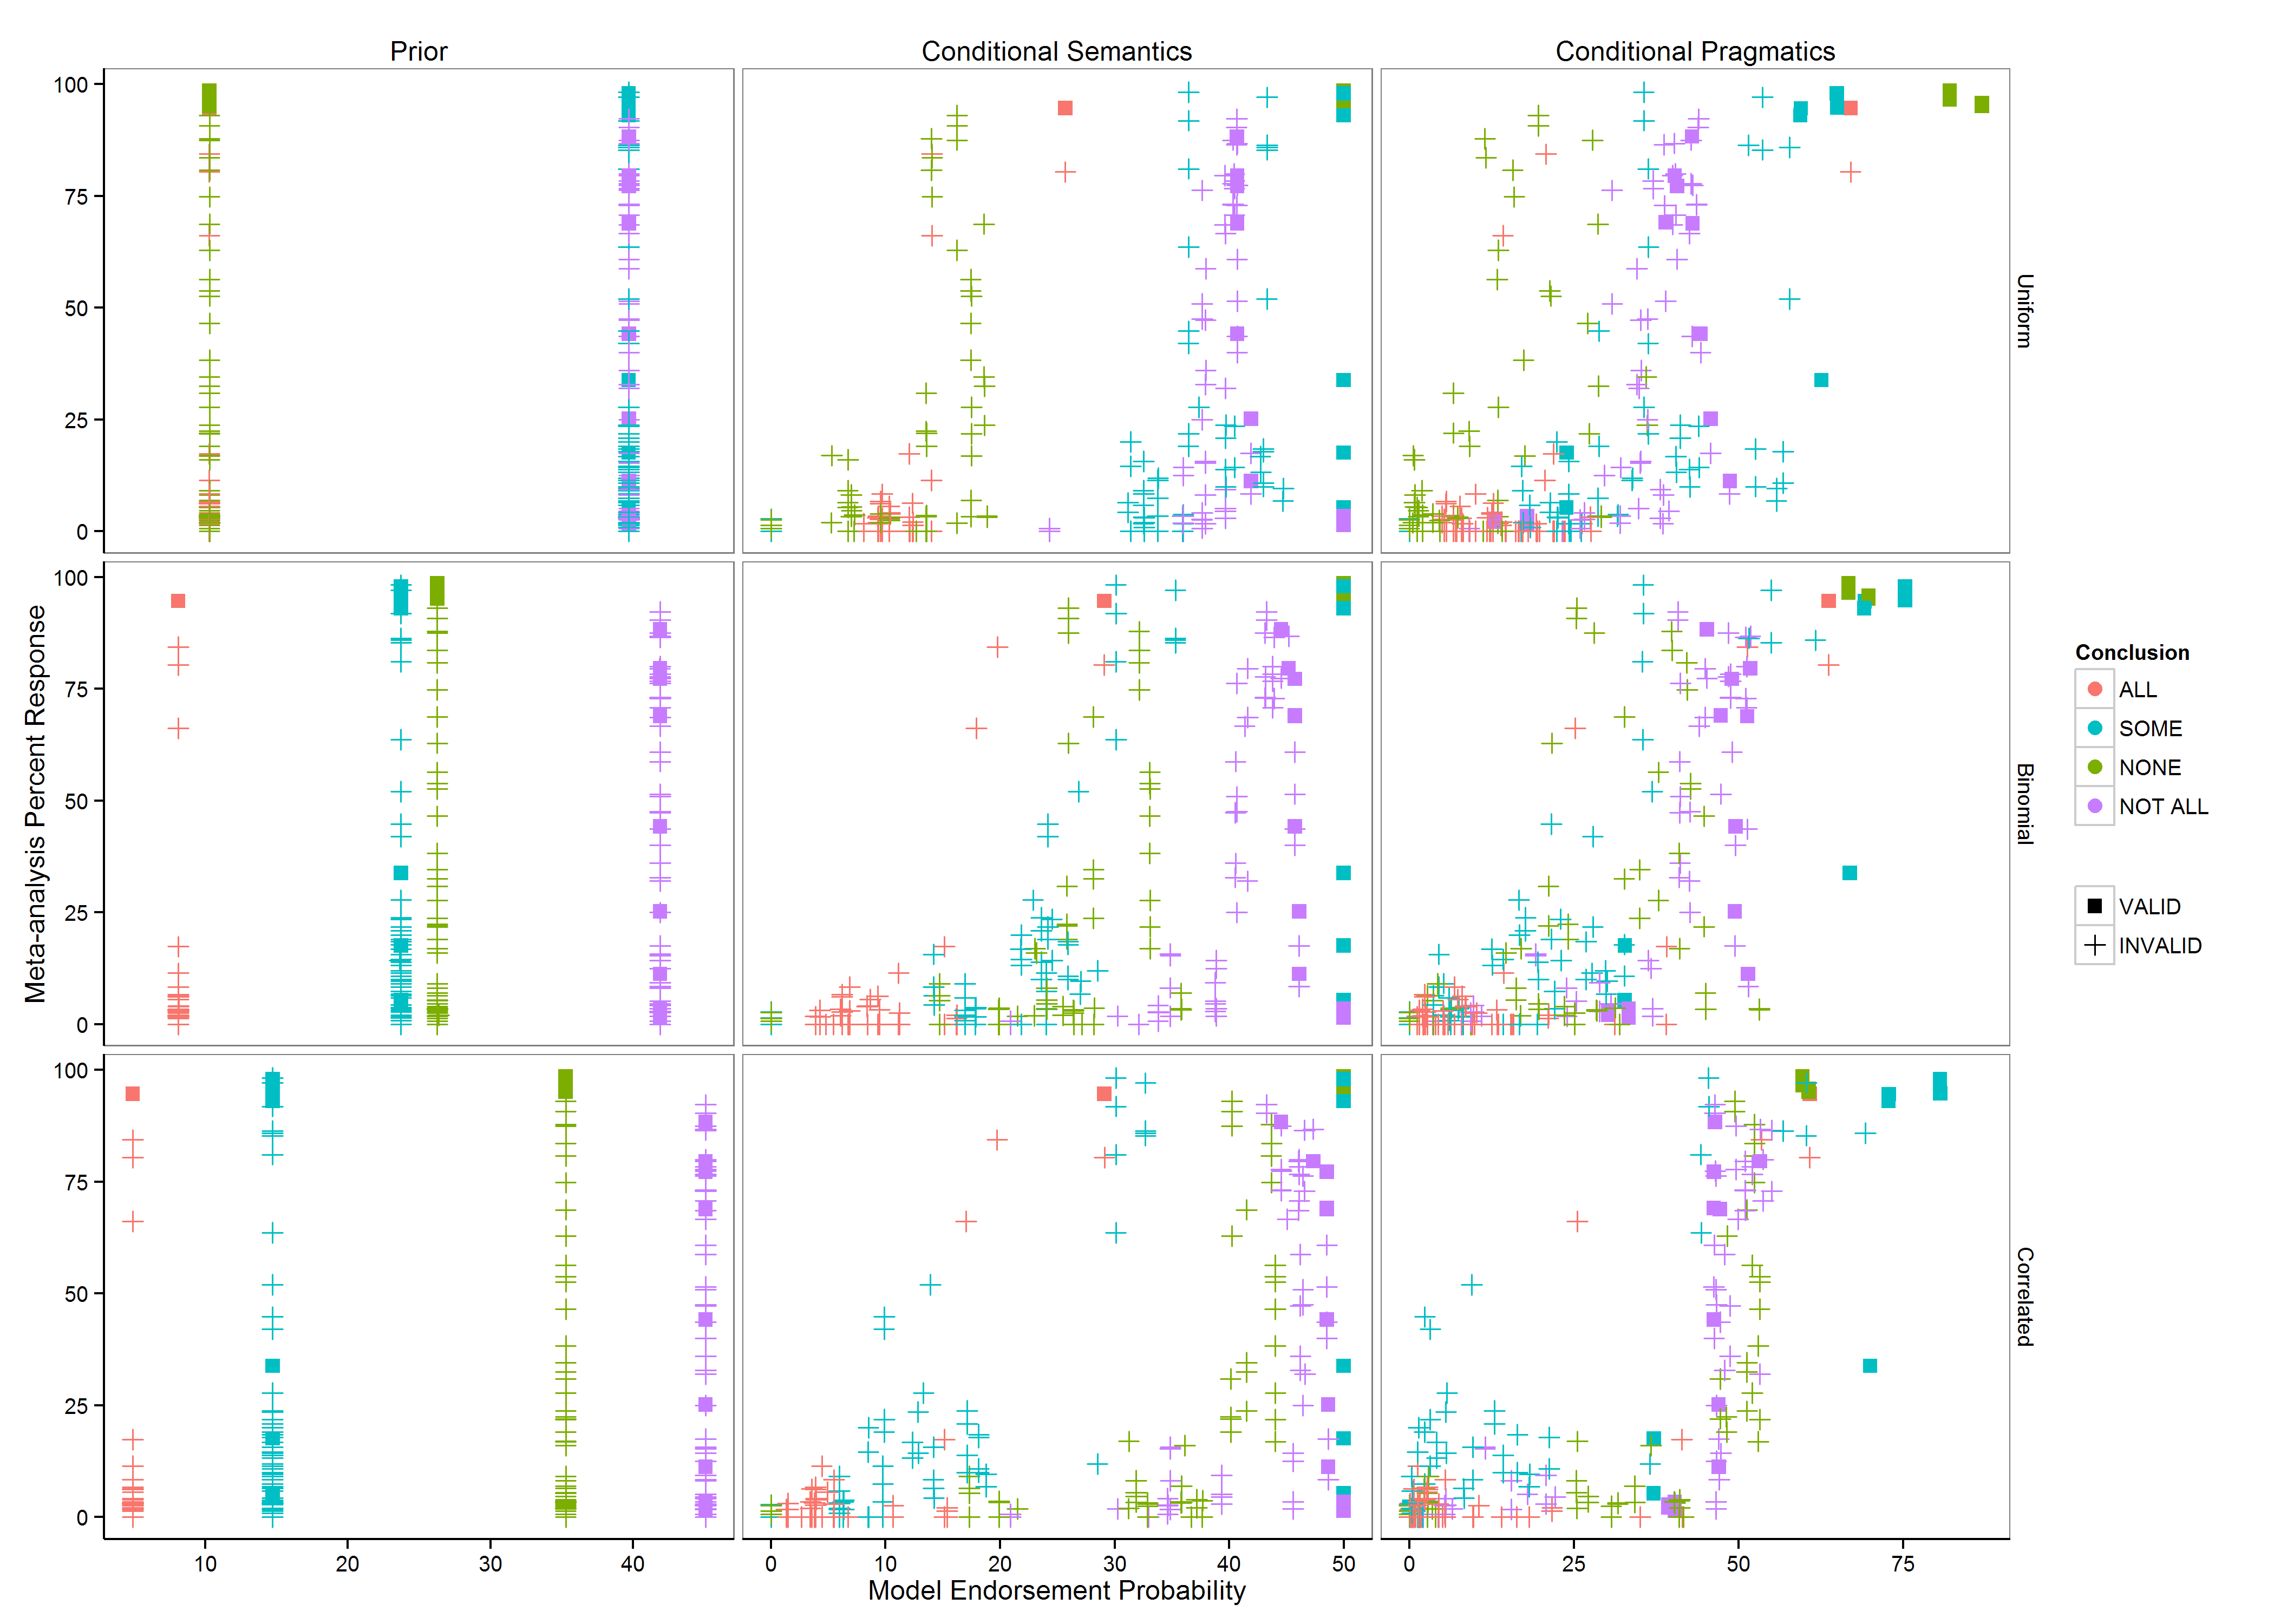 Prior Conditional Semantics Conditional Pragmatics
Meta-analysis Percent Response
100
75
50
25
0
Uniform
100
75
50
25
0
Binomial
100
75
50
25
0
Correlated
10 20 30 40 0 10 20 30 40 50 0 25 50 75
Model Endorsement Probability
Conclusion
ALL
SOME
NONE
NOT ALL
VALID
INVALID